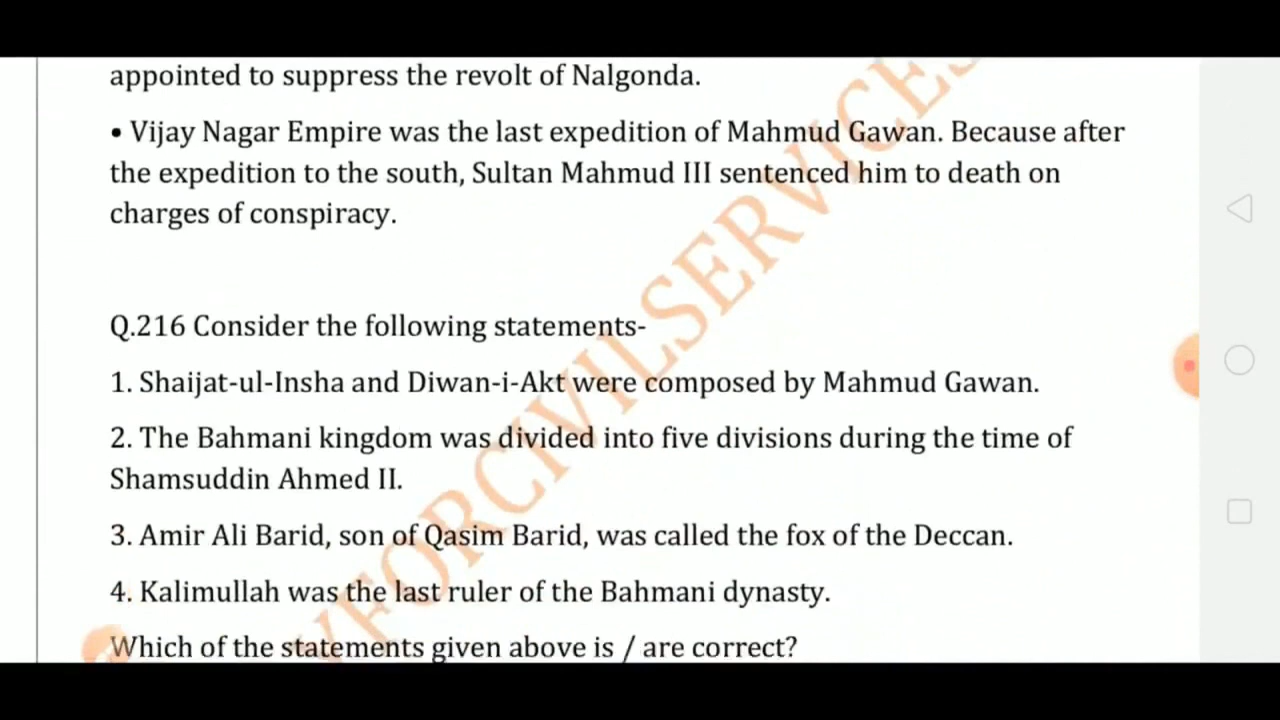 appointed to suppress the revolt of Nalgonda.
• Vijay Nagar Empire was the last expedition of Mahmud Gawan. Because after
the expedition to the south, Sultan Mahmud III sentenced him to death on
charges of conspiracy.
Q.216 Consider the following statements-
1. Shaijat-ul-Insha and Diwan-i-Akt were composed by Mahmud Gawan.
2. The Bahmani kingdom was divided into five divisions during the time of
Shamsuddin Ahmed II.
3. Amir Ali Barid, son of Qasim Barid, was called the fox of the Deccan.
4. Kalimullah was the last ruler of the Bahmani dynasty.
Which of the statements given above is / are correct?
YFORCIVILSERVICES